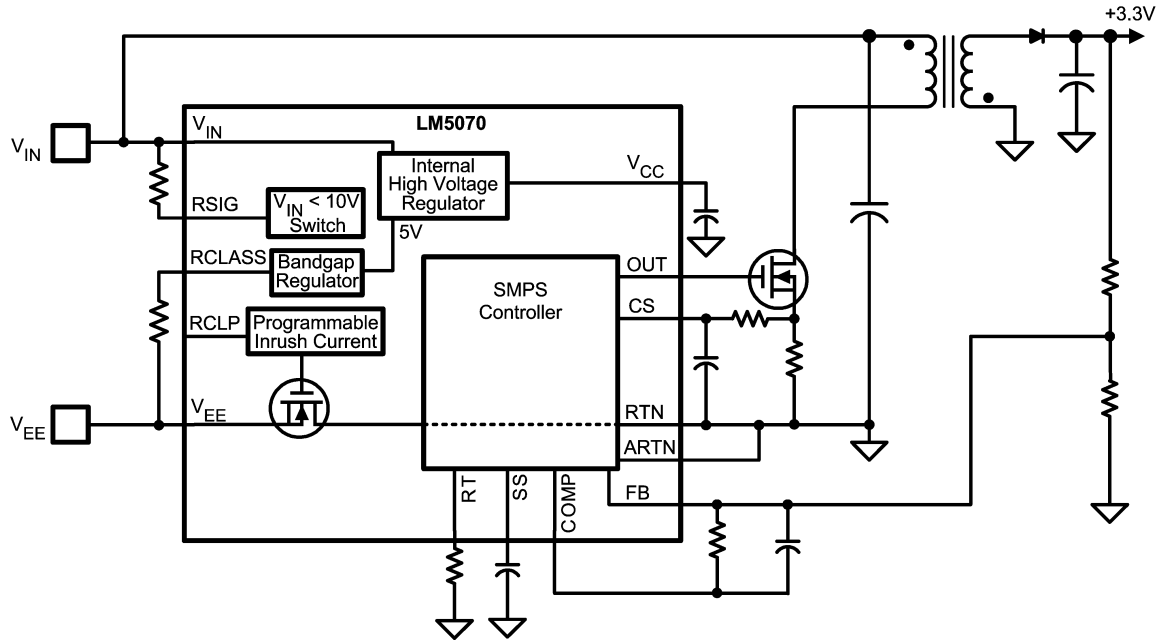 +3.3V
LM5070
VIN
VIN
Internal
High Voltage
Regulator
VCC
RSIG
VIN < 10V
Switch
5V
RCLASS
Bandgap
Regulator
OUT
SMPS
Controller
CS
RCLP
Programmable
Inrush Current
VEE
VEE
RTN
ARTN
RT
SS
COMP
FB